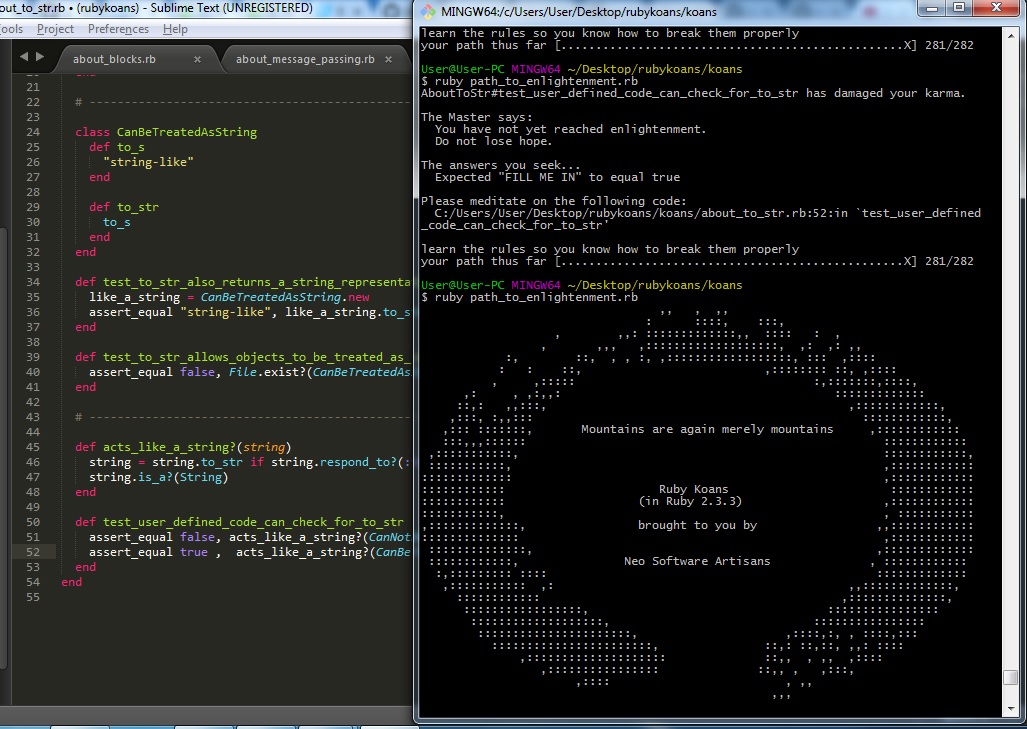 out_to_str.rb • (rubykoans) - Sublime Text (UNREGISTERED)
ools Project Preferences Help
about_blocks.rb × about_message_passing.rb ×
21
22 # ----------------------------------------------
23
24 class CanBeTreatedAsString
25 def to_s
26 "string-like"
27 end
28
29 def to_str
30 to_s
31 end
32 end
33
34 def test_to_str_also_returns_a_string_representa
35 like_a_string = CanBeTreatedAsString.new
36 assert_equal "string-like", like_a_string.to_s
37 end
38
39 def test_to_str_allows_objects_to_be_treated_as_
40 assert_equal false, File.exist?(CanBeTreatedAs
41 end
42
43 # ----------------------------------------------
44
45 def acts_like_a_string?(string)
46 string = string.to_str if string.respond_to?(:
47 string.is_a?(String)
48 end
49
50 def test_user_defined_code_can_check_for_to_str
51 assert_equal false, acts_like_a_string?(CanNot
52 assert_equal true , acts_like_a_string?(CanBe
53 end
54 end
55
MINGW64:/c/Users/User/Desktop/rubykoans/koans
learn the rules so you know how to break them properly
your path thus far [.................................................X] 281/282
User@User-PC MINGW64 ~/Desktop/rubykoans/koans
$ ruby path_to_enlightenment.rb
AboutToStr#test_user_defined_code_can_check_for_to_str has damaged your karma.
The Master says:
You have not yet reached enlightenment.
Do not lose hope.
The answers you seek...
Expected "FILL ME IN" to equal true
Please meditate on the following code:
C:/Users/User/Desktop/rubykoans/koans/about_to_str.rb:52:in `test_user_defined
_code_can_check_for_to_str'
learn the rules so you know how to break them properly
your path thus far [.................................................X] 281/282
User@User-PC MINGW64 ~/Desktop/rubykoans/koans
$ ruby path_to_enlightenment.rb
Mountains are again merely mountains
Ruby Koans
(in Ruby 2.3.3)
brought to you by
Neo Software Artisans